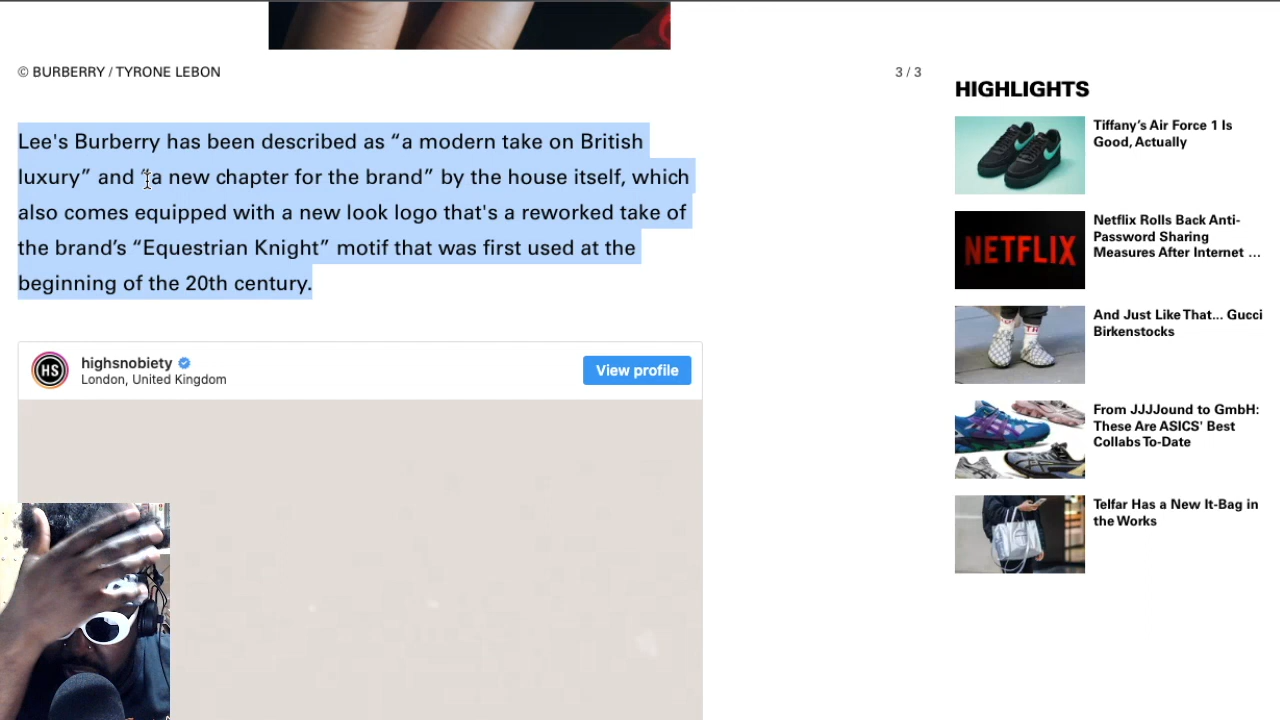 © BURBERRY / TYRONE LEBON
3 / 3
Lee's Burberry has been described as “a modern take on British
luxury” and “a new chapter for the brand” by the house itself, which
also comes equipped with a new look logo that's a reworked take of
the brand’s “Equestrian Knight” motif that was first used at the
beginning of the 20th century.
HS
highsnobiety
London, United Kingdom
View profile
HIGHLIGHTS
Tiffany’s Air Force 1 Is
Good, Actually
NETFLIX
Netflix Rolls Back Anti-
Password Sharing
Measures After Internet ...
And Just Like That... Gucci
Birkenstocks
From JJJJound to GmbH:
These Are ASICS' Best
Collabs To-Date
Telfar Has a New It-Bag in
the Works